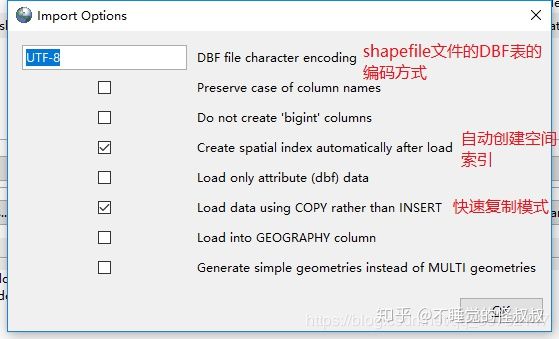 Import Options
UTF-8
DBF file character encoding
shapefile文件的DBF表的
编码方式
Preserve case of column names
Do not create 'bigint' columns
Create spatial index automatically after load
自动创建空间
索引
Load only attribute (dbf) data
Load data using COPY rather than INSERT
快速复制模式
Load into GEOGRAPHY column
Generate simple geometries instead of MULTI geometries
OK
知乎 @不睡觉的怪叔叔